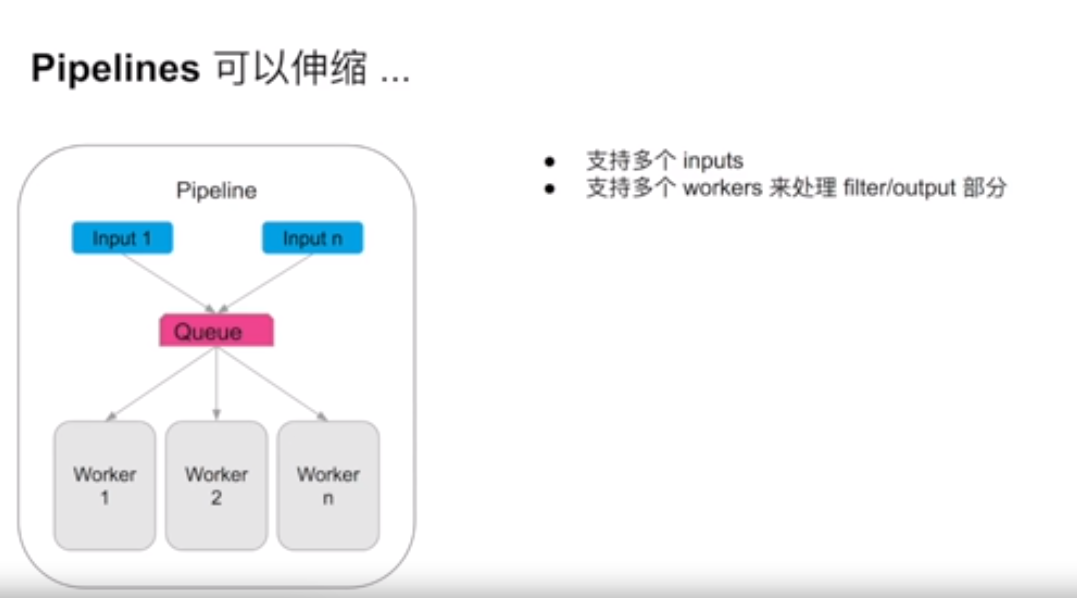 Pipelines 可以伸缩 ...
Pipeline
Input 1
Input n
Queue
Worker
1
Worker
2
Worker
n
● 支持多个 inputs
● 支持多个 workers 来处理 filter/output 部分